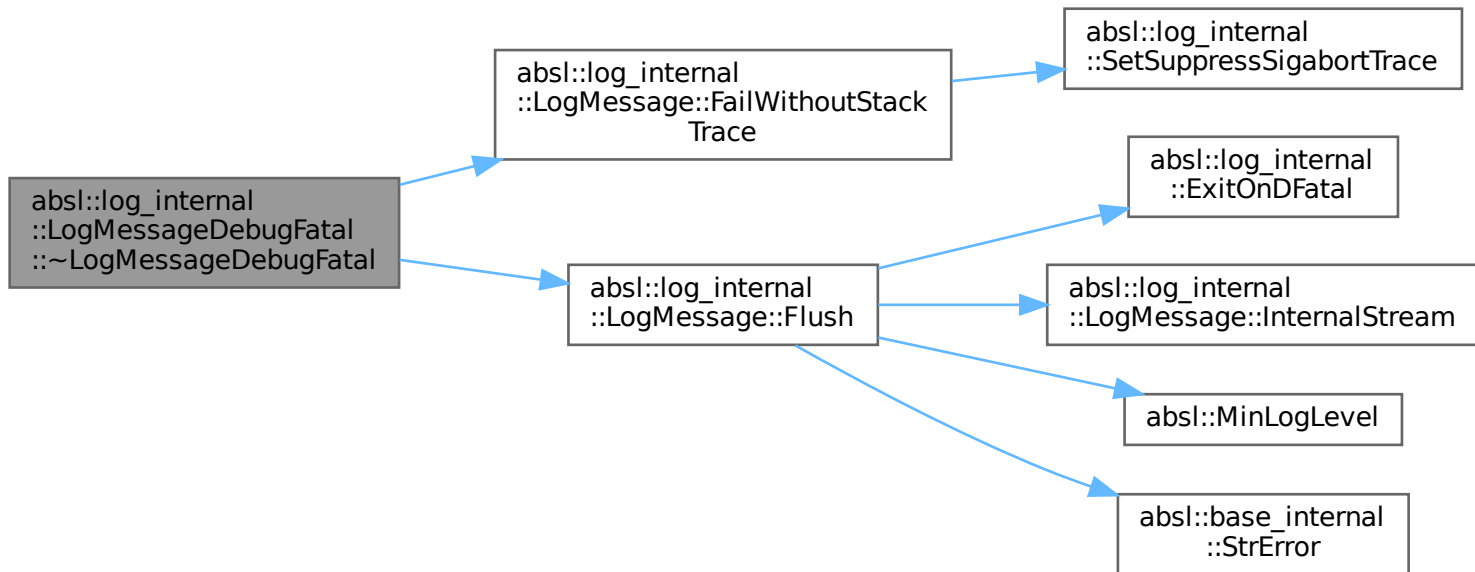 absl::log_internal
::LogMessageDebugFatal
::~LogMessageDebugFatal
absl::log_internal
::LogMessage::FailWithoutStack
Trace
absl::log_internal
::SetSuppressSigabortTrace
absl::log_internal
::LogMessage::Flush
absl::log_internal
::ExitOnDFatal
absl::log_internal
::LogMessage::InternalStream
absl::MinLogLevel
absl::base_internal
::StrError